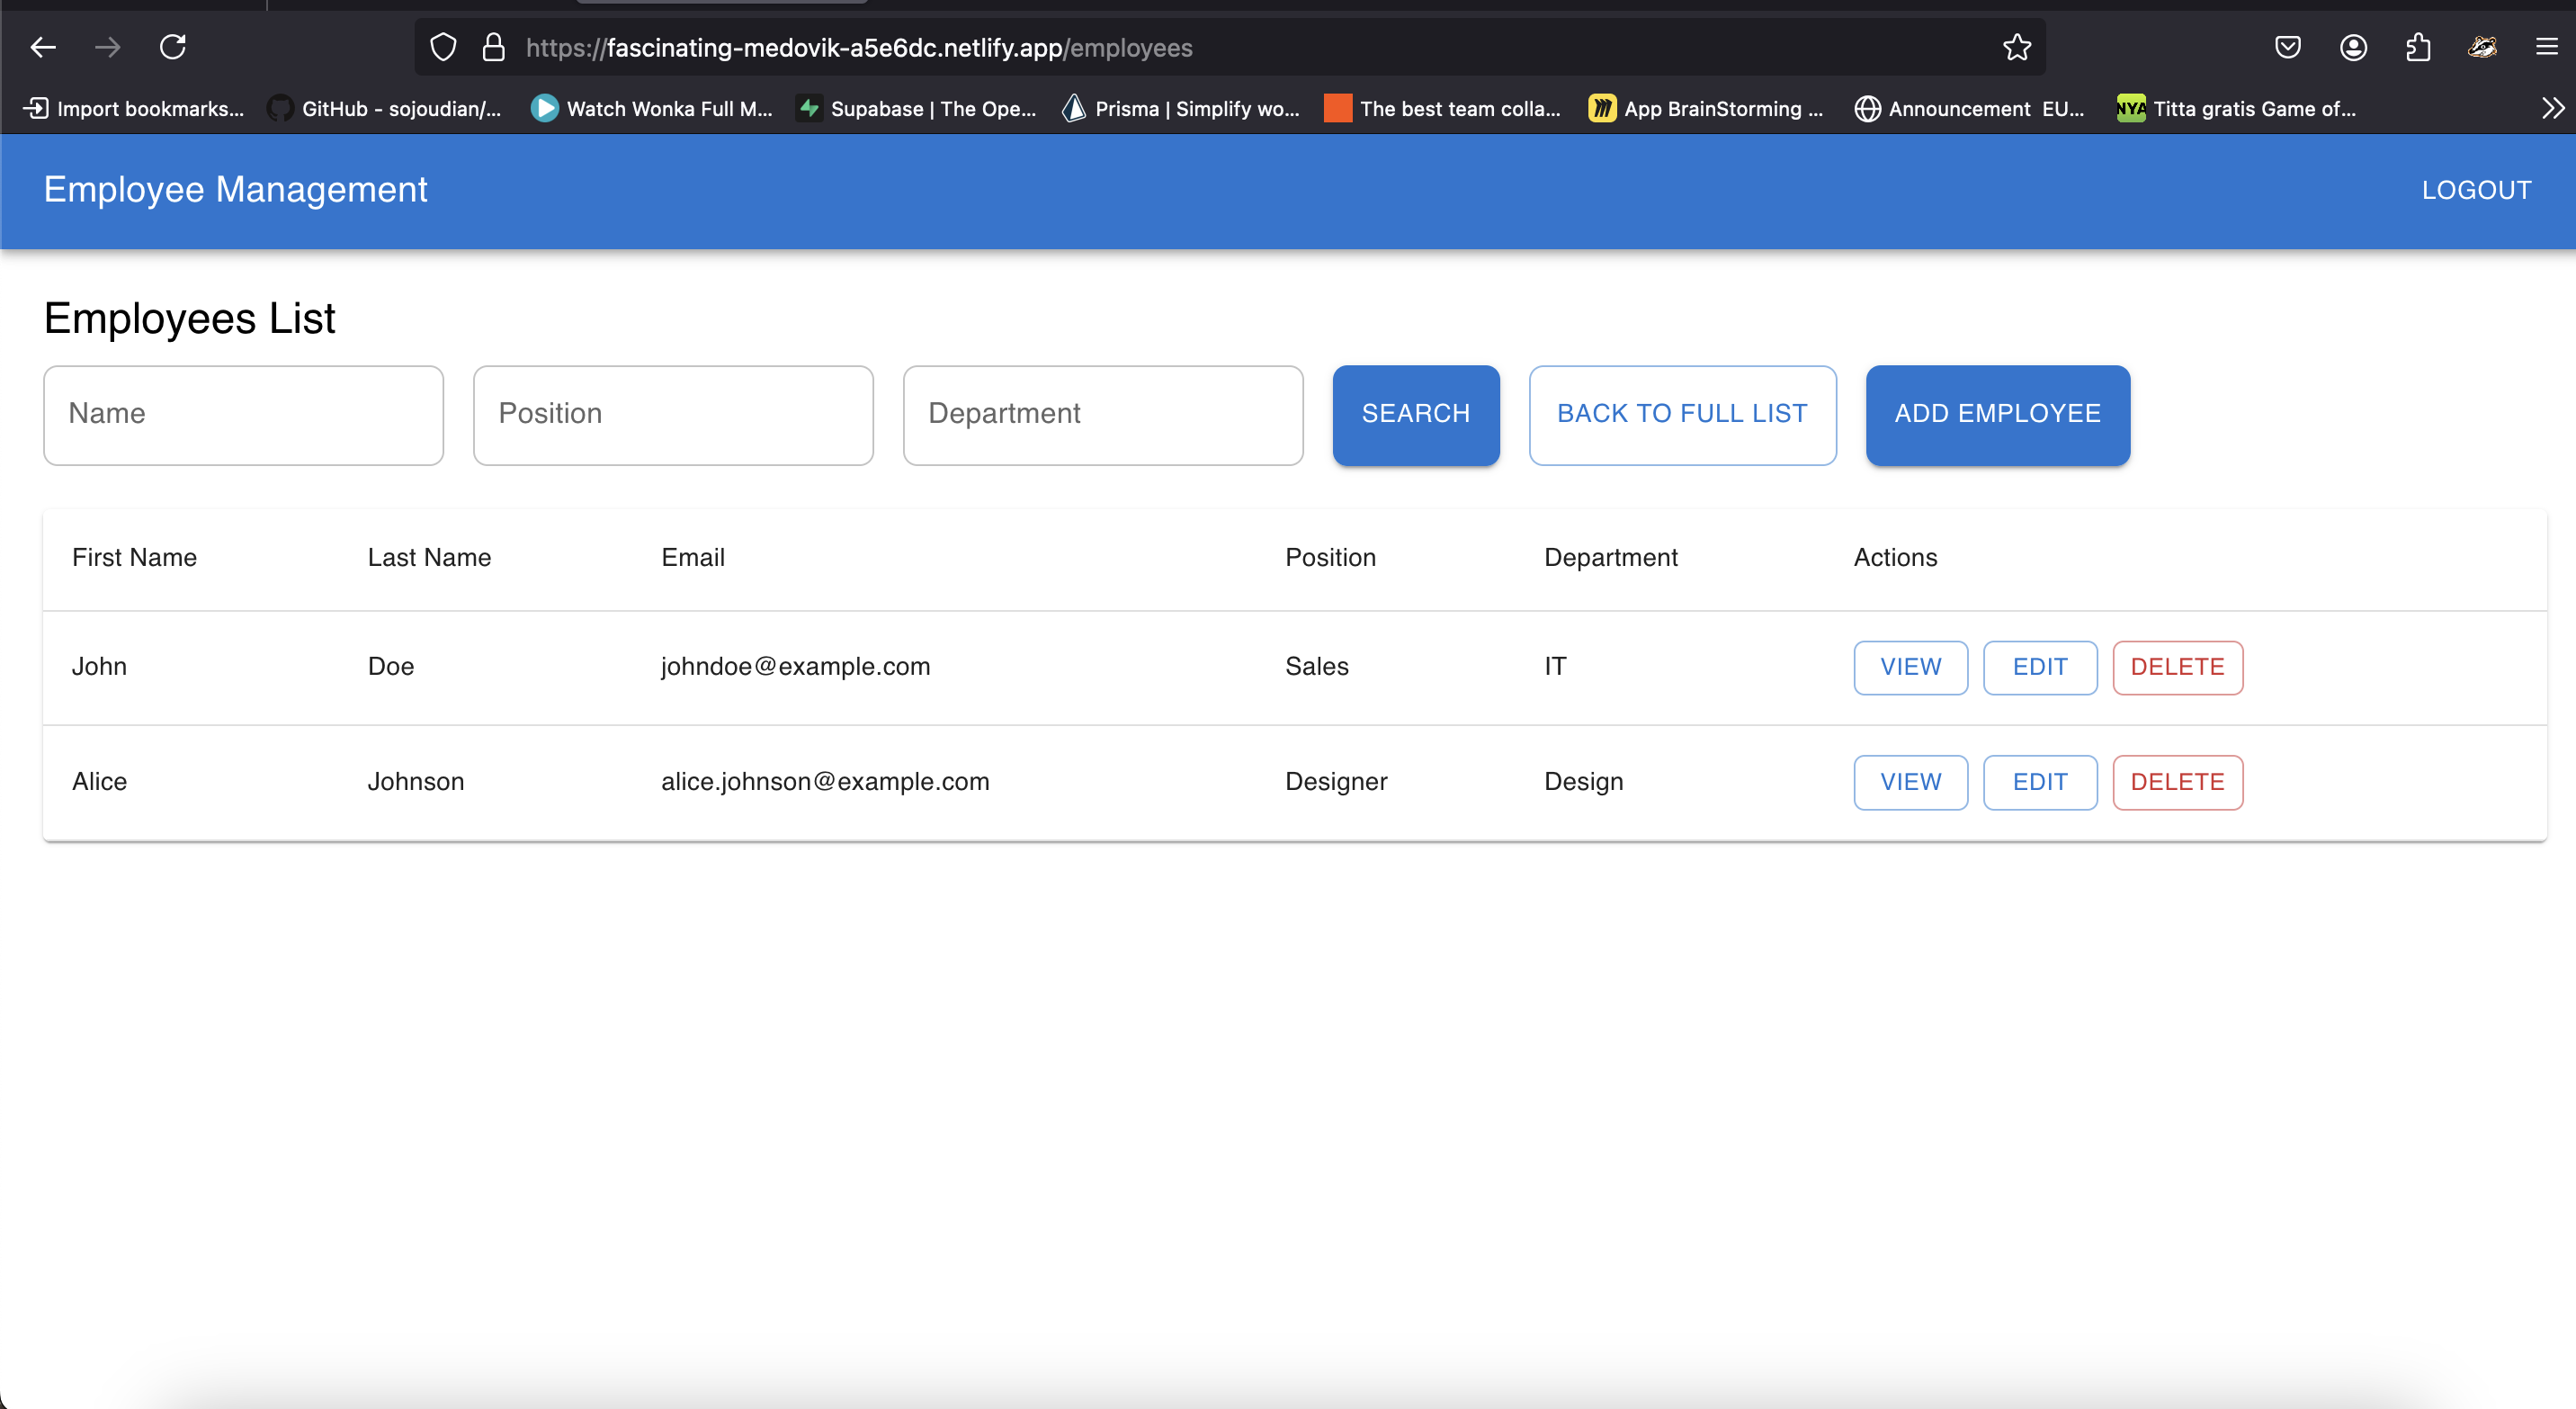 https://fascinating-medovik-a5e6dc.netlify.app/employees
Import bookmarks... GitHub - sojoudian/... Watch Wonka Full M... Supabase | The Ope... Prisma | Simplify wo... The best team colla... App BrainStorming ... Announcement EU... NYA Titta gratis Game of...
Employee Management LOGOUT
Employees List
Name Position Department SEARCH BACK TO FULL LIST ADD EMPLOYEE
First Name Last Name Email Position Department Actions
John Doe johndoe@example.com Sales IT VIEW EDIT DELETE
Alice Johnson alice.johnson@example.com Designer Design VIEW EDIT DELETE